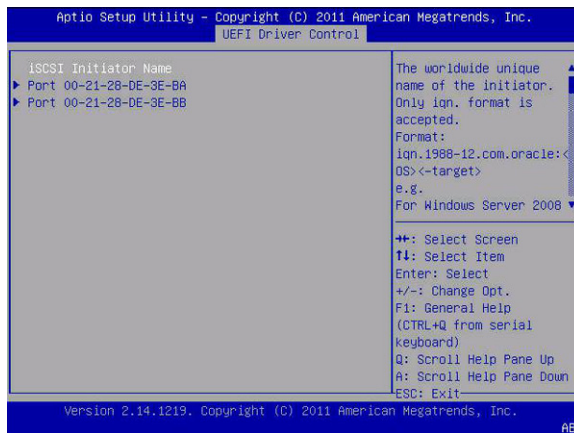 Aptio Setup Utility – Copyright (C) 2011 American Megatrends, Inc.
UEFI Driver Control
iSCSI Initiator Name
Port 00-21-28-DE-3E-BA
Port 00-21-28-DE-3E-BB
The worldwide unique
name of the initiator.
Only iqn. format is
accepted.
Format:
iqn.1988-12.com.oracle:<
OS><-target>
e.g.
For Windows Server 2008
→←: Select Screen
↑↓: Select Item
Enter: Select
+/-: Change Opt.
F1: General Help
(CTRL+Q from serial
keyboard)
Q: Scroll Help Pane Up
A: Scroll Help Pane Down
ESC: Exit
Version 2.14.1219. Copyright (C) 2011 American Megatrends, Inc.
AB